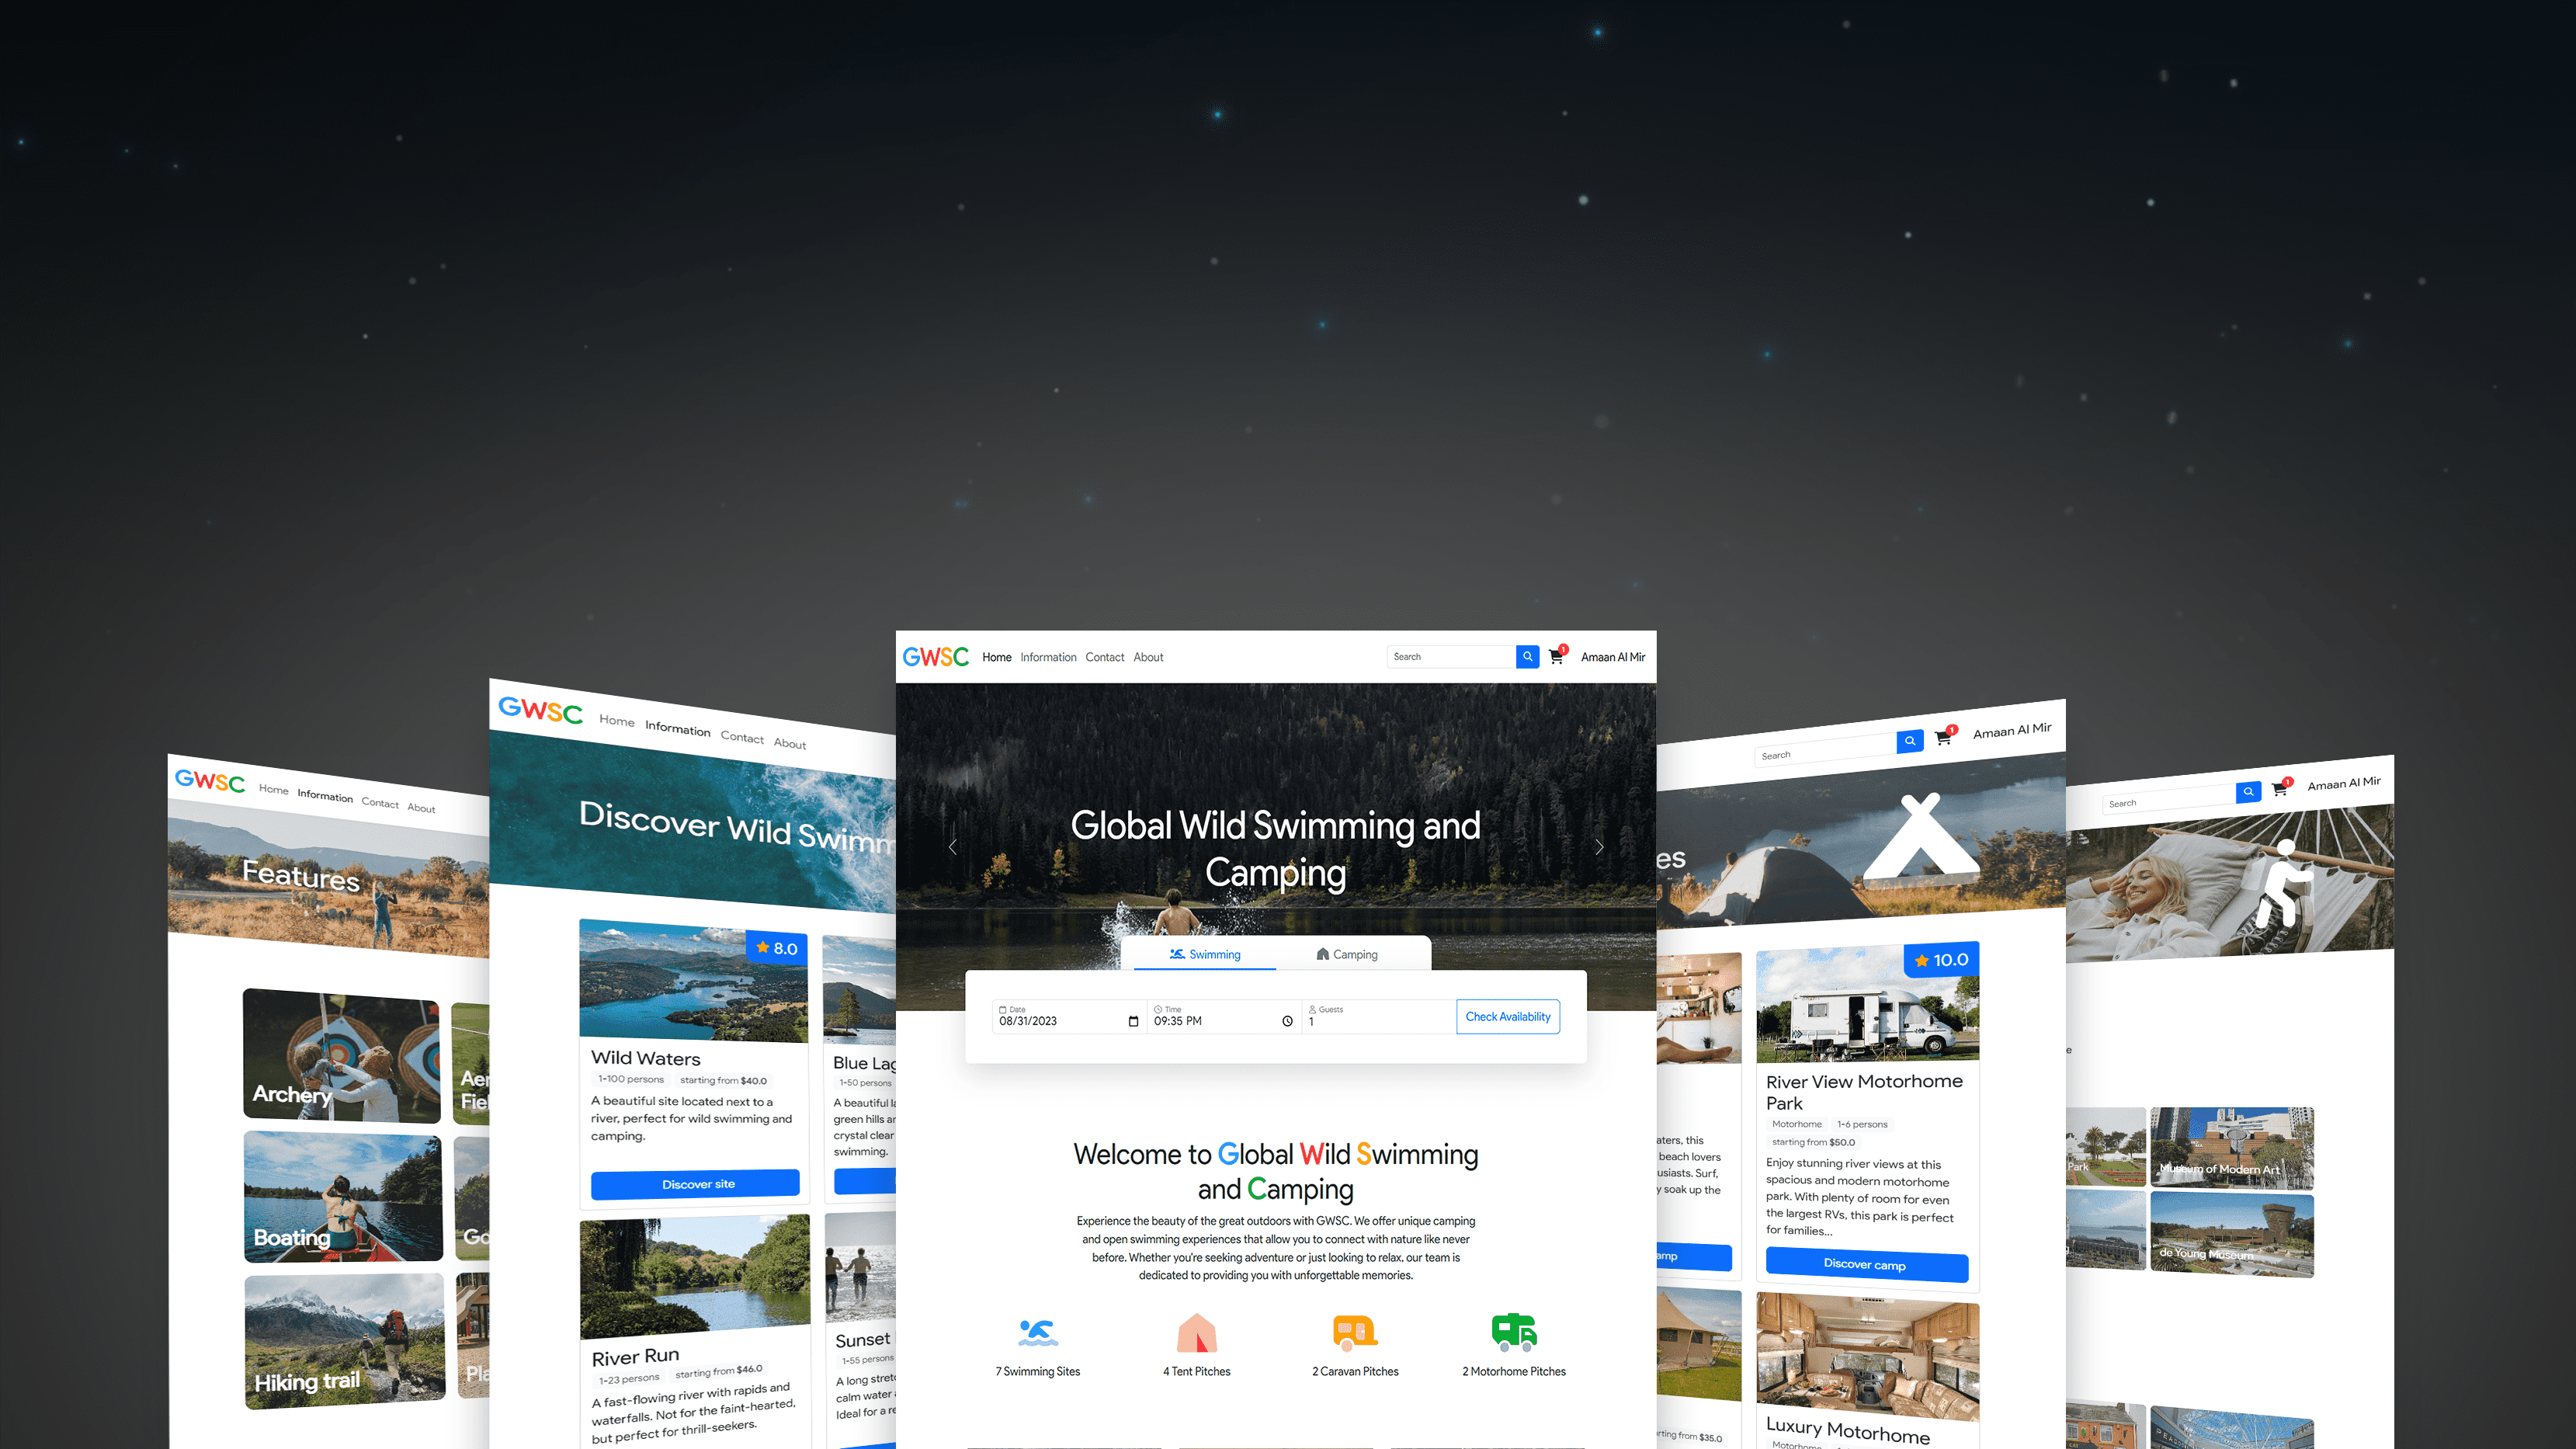 GWSC Home Information Contact About
Features
Archery
Boating
Hiking trail
GWSC Home Information Contact About
Discover Wild Swimm
8.0
Wild Waters
1-100 persons starting from $40.0
A beautiful site located next to a
river, perfect for wild swimming and
camping.
Discover site
River Run
1-23 persons starting from $46.0
A fast-flowing river with rapids and
waterfalls. Not for the faint-hearted,
but perfect for thrill-seekers.
Blue Lag
1-50 persons
A beautiful la
green hills an
crystal clear
swimming.
Sunset
1-55 persons
A long stretc
calm water a
Ideal for a re
GWSC Home Information Contact About Search 1 Amaan Al Mir
Global Wild Swimming and
Camping
Swimming Camping
Date Time Guests
08/31/2023 09:35 PM 1 Check Availability
Welcome to Global Wild Swimming
and Camping
Experience the beauty of the great outdoors with GWSC. We offer unique camping
and open swimming experiences that allow you to connect with nature like never
before. Whether you're seeking adventure or just looking to relax, our team is
dedicated to providing you with unforgettable memories.
7 Swimming Sites 4 Tent Pitches 2 Caravan Pitches 2 Motorhome Pitches
Search 1 Amaan Al Mir
es
aters, this
beach lovers
usiasts. Surf,
y soak up the
amp
rting from $35.0
10.0
River View Motorhome
Park
Motorhome 1-6 persons
starting from $50.0
Enjoy stunning river views at this
spacious and modern motorhome
park. With plenty of room for even
the largest RVs, this park is perfect
for families...
Discover camp
Luxury Motorhome
Motorhome
Search 1 Amaan Al Mir
e
Park
Museum of Modern Art
de Young Museum